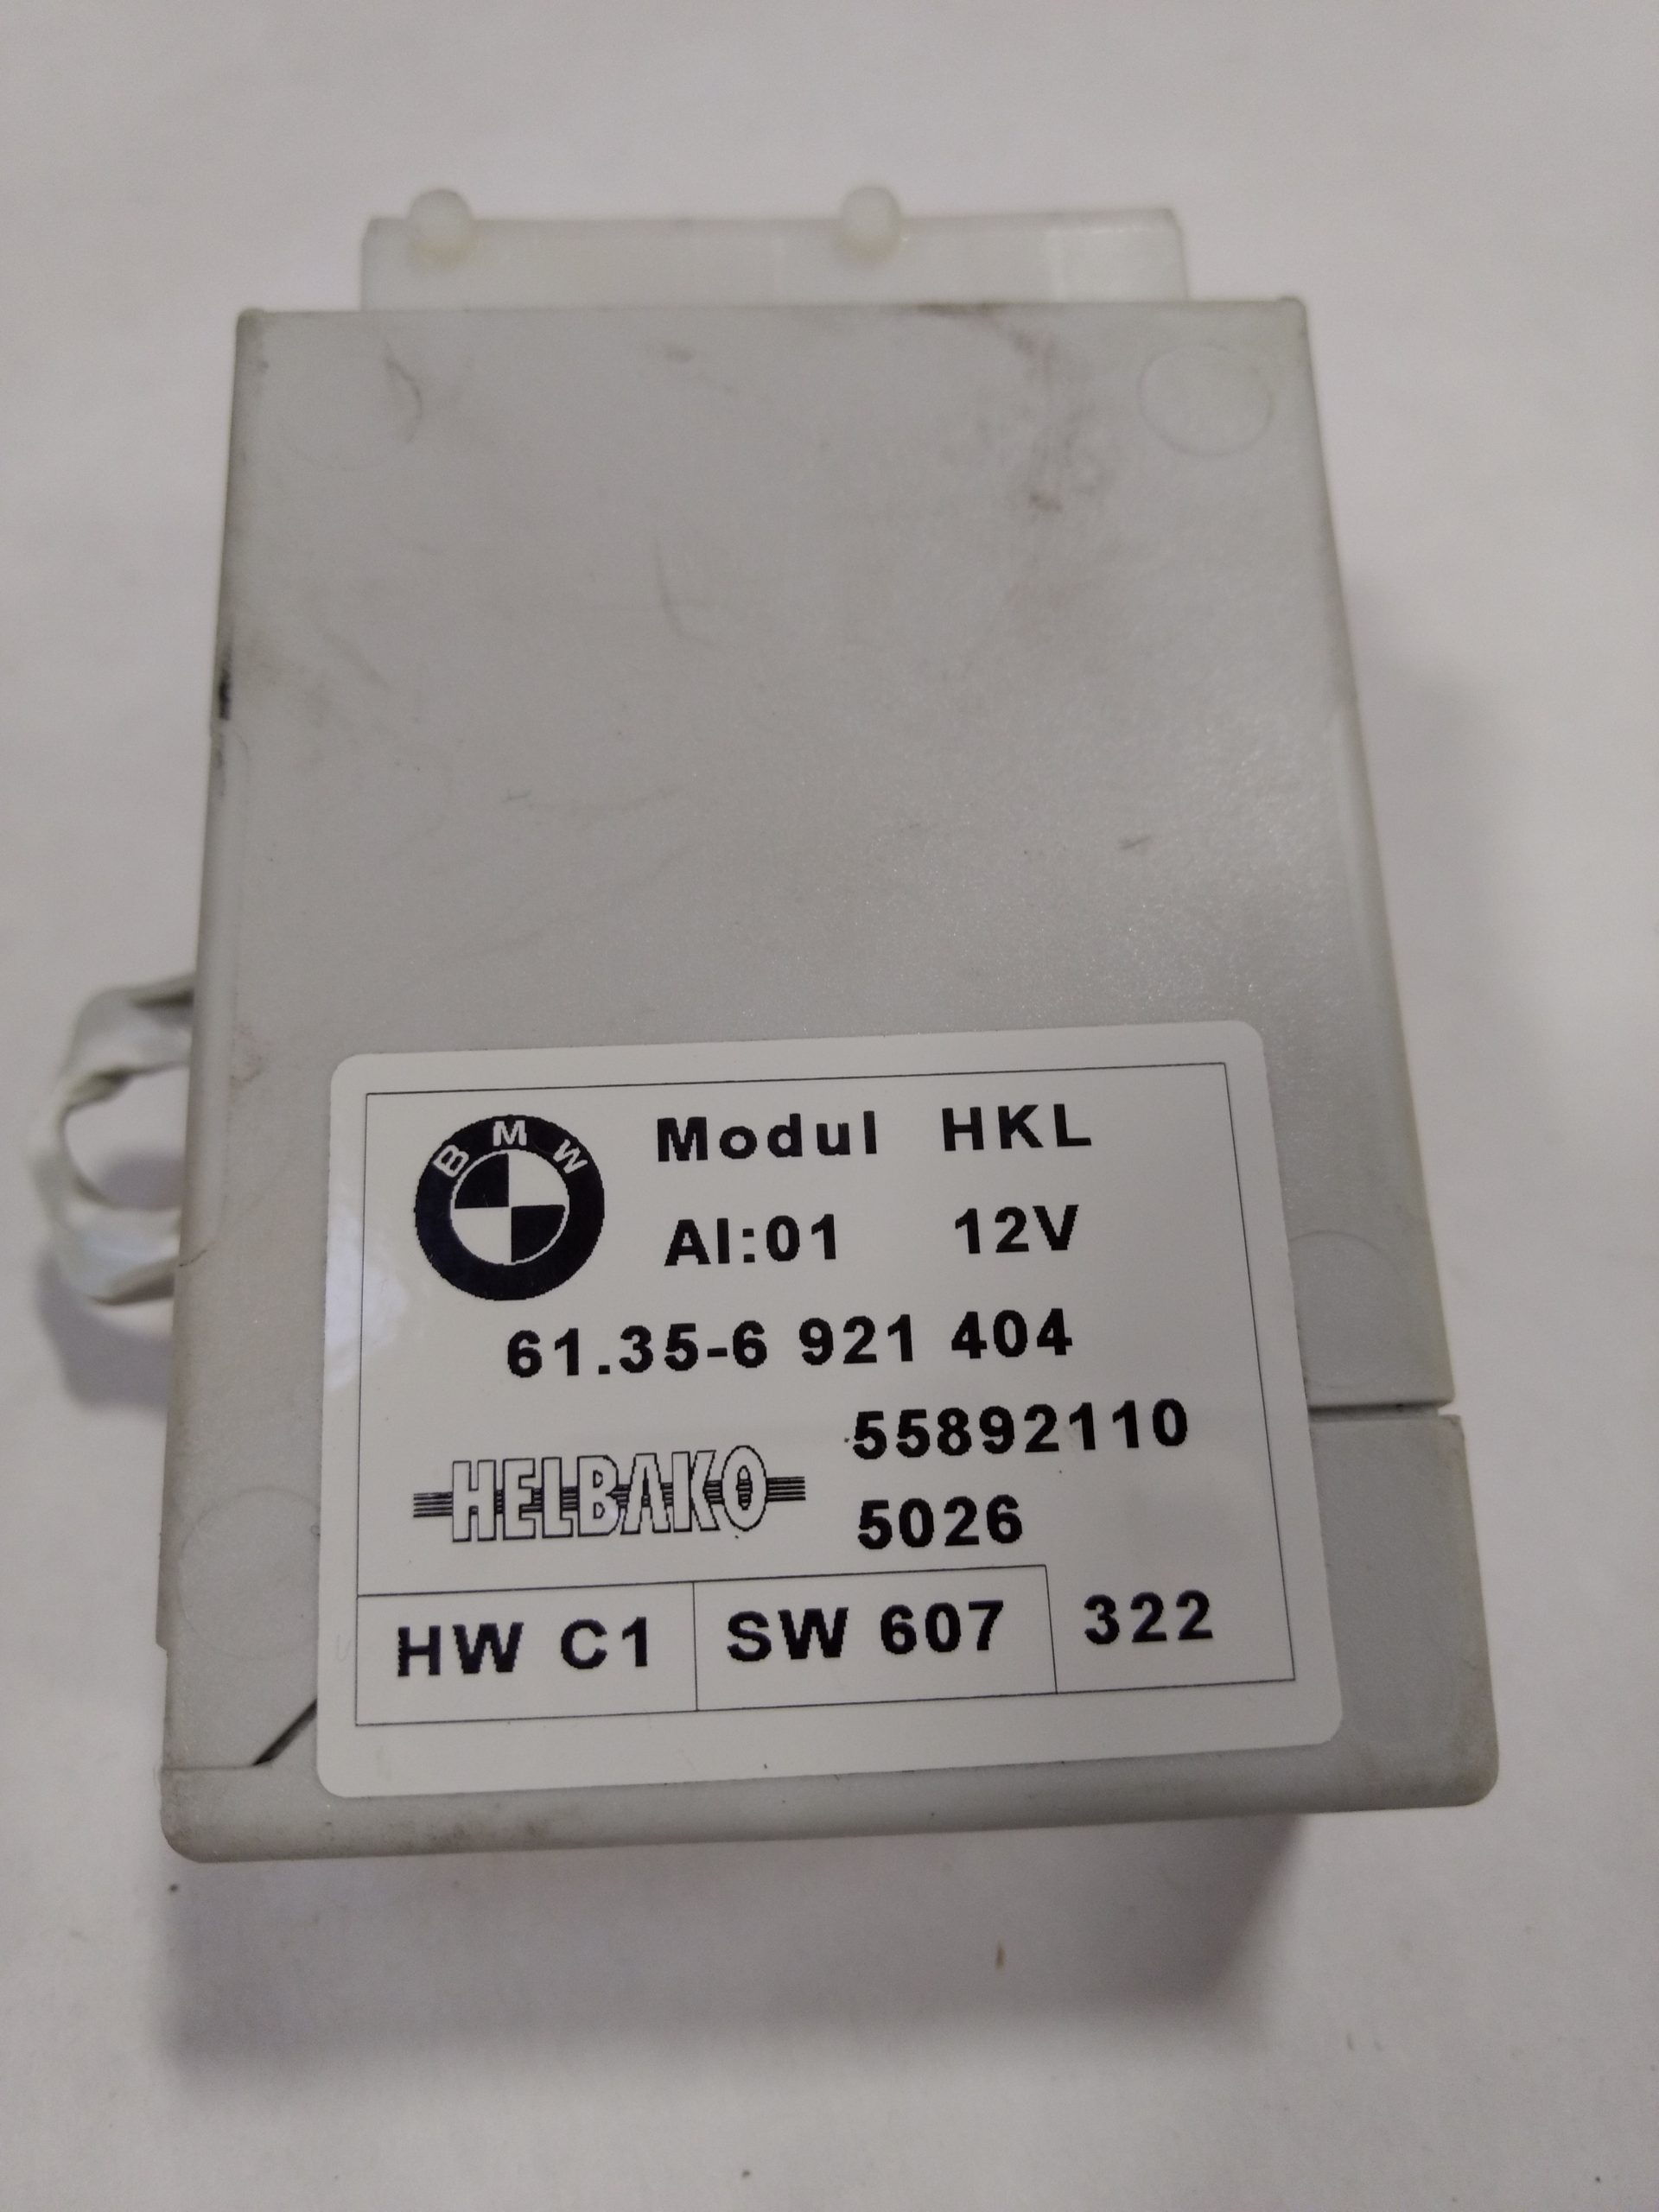 BMW
Modul HKL
AI:01 12V
61.35-6 921 404
55892110
HELBAKO
5026
HW C1
SW 607
322